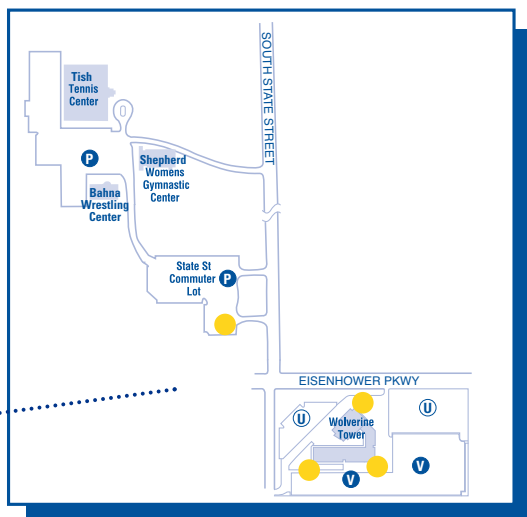 Tish
Tennis
Center
SOUTH STATE STREET
P
Shepherd
Womens
Gymnastic
Center
Bahna
Wrestling
Center
State St
Commuter
Lot
P
EISENHOWER PKWY
U
Wolverine
Tower
U
V
V